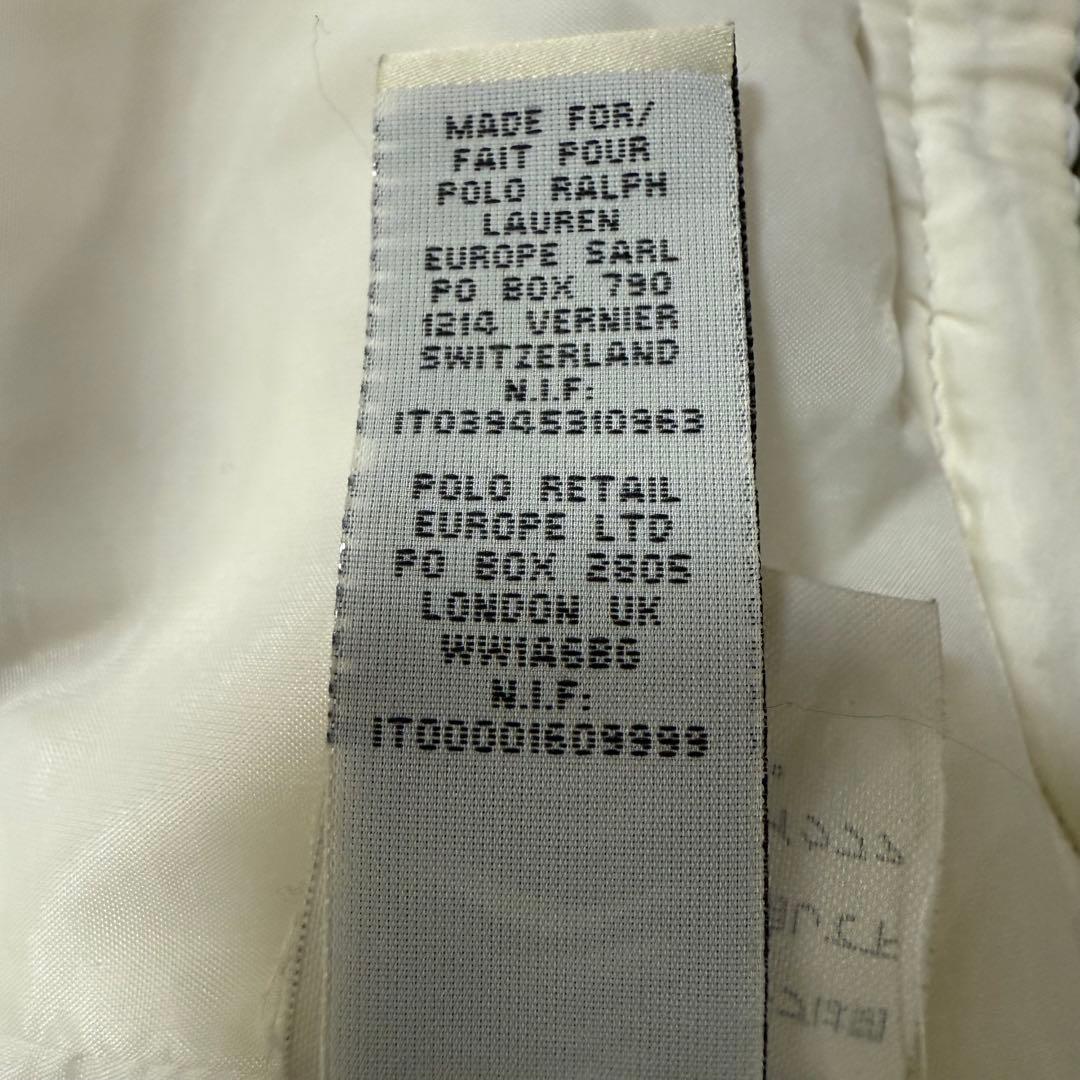 MADE FOR/
FAIT POUR
POLO RALPH
LAUREN
EUROPE SARL
PO BOX 790
1214 VERNIER
SWITZERLAND
N.I.F:
IT03945310963
POLO RETAIL
EUROPE LTD
PO BOX 2805
LONDON UK
WW1A6BG
N.I.F:
IT00001609999